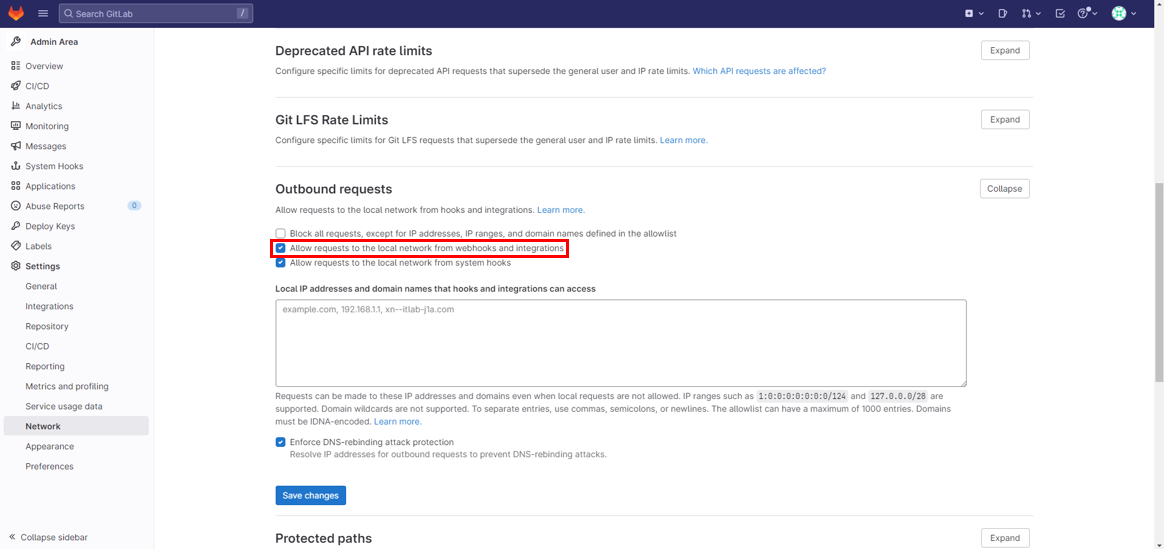 Search GitLab /
Admin Area
Overview
CI/CD
Analytics
Monitoring
Messages
System Hooks
Applications
Abuse Reports 0
Deploy Keys
Labels
Settings
General
Integrations
Repository
CI/CD
Reporting
Metrics and profiling
Service usage data
Network
Appearance
Preferences
Collapse sidebar
Deprecated API rate limits
Expand
Configure specific limits for deprecated API requests that supersede the general user and IP rate limits. Which API requests are affected?
Git LFS Rate Limits
Expand
Configure specific limits for Git LFS requests that supersede the general user and IP rate limits. Learn more.
Outbound requests
Collapse
Allow requests to the local network from hooks and integrations. Learn more.
Block all requests, except for IP addresses, IP ranges, and domain names defined in the allowlist
Allow requests to the local network from webhooks and integrations
Allow requests to the local network from system hooks
Local IP addresses and domain names that hooks and integrations can access
example.com, 192.168.1.1, xn--itlab-j1a.com
Requests can be made to these IP addresses and domains even when local requests are not allowed. IP ranges such as 1:0:0:0:0:0:0:0/124 and 127.0.0.0/28 are
supported. Domain wildcards are not supported. To separate entries, use commas, semicolons, or newlines. The allowlist can have a maximum of 1000 entries. Domains
must be IDNA-encoded. Learn more.
Enforce DNS-rebinding attack protection
Resolve IP addresses for outbound requests to prevent DNS-rebinding attacks.
Save changes
Protected paths
Expand